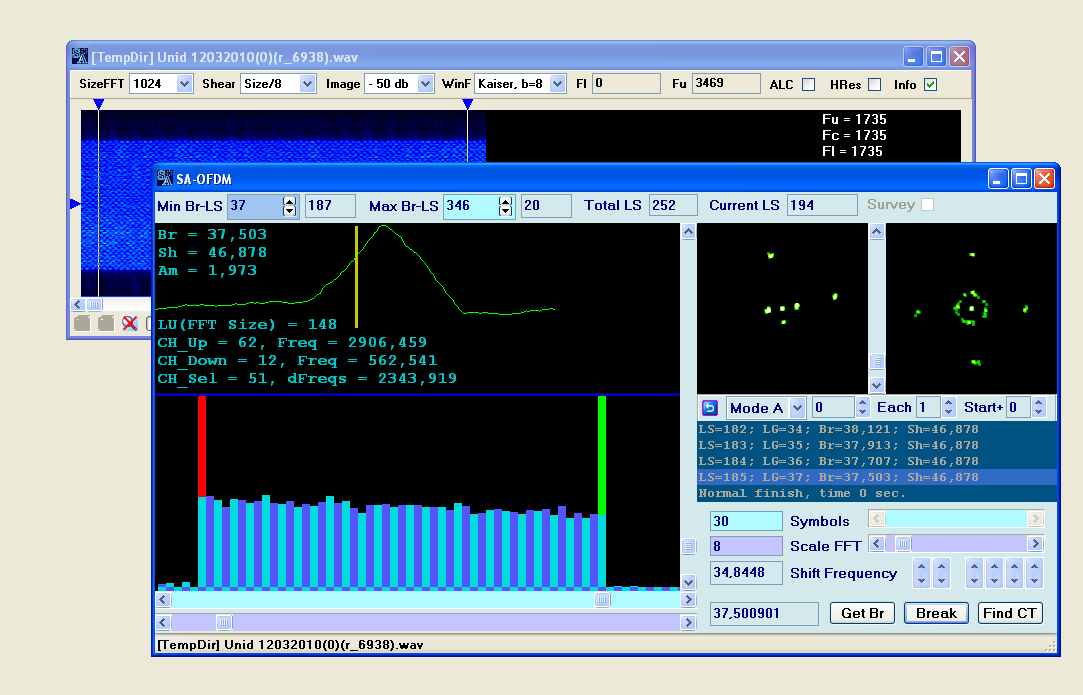 [TempDir] Unid 12032010(0)(r_6938).wav
SizeFFT 1024 Shear Size/8 Image - 50 db WinF Kaiser, b=8 Fl 0 Fu 3469 ALC HRes Info
Fu = 1735
Fc = 1735
Fl = 1735
SA-OFDM
Min Br-LS 37 187 Max Br-LS 346 20 Total LS 252 Current LS 194 Survey
Br = 37,503
Sh = 46,878
Am = 1,973
LU(FFT Size) = 148
CH_Up = 62, Freq = 2906,459
CH_Down = 12, Freq = 562,541
CH_Sel = 51, dFreqs = 2343,919
Mode A 0 Each 1 Start+ 0
LS=182; LG=34; Br=38,121; Sh=46,878
LS=183; LG=35; Br=37,913; Sh=46,878
LS=184; LG=36; Br=37,707; Sh=46,878
LS=185; LG=37; Br=37,503; Sh=46,878
Normal finish, time 0 sec.
30 Symbols
8 Scale FFT
34,8448 Shift Frequency
37,500901 Get Br Break Find CT
[TempDir] Unid 12032010(0)(r_6938).wav